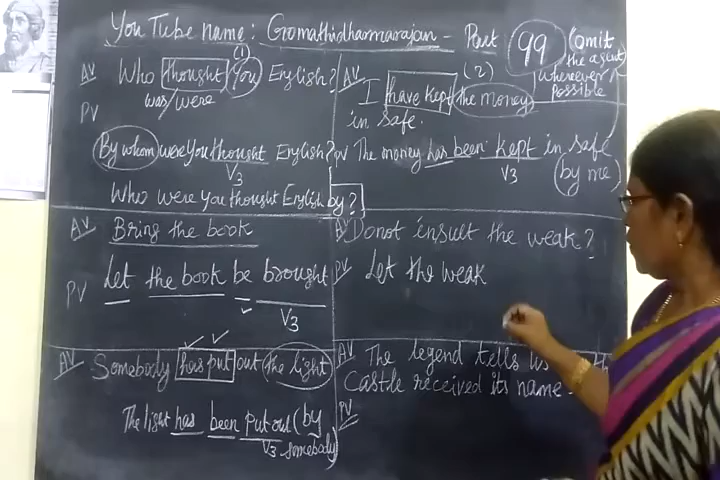 You Tube name: Gromathidharmarajan - Part 99 (omit the agent wherever possible
(1)
AV Who thought You English?
was/were
PV
By whom were you thought English?
V3
Who were you thought English by?
(2)
AV I have kept the money
in safe.
PV The money has been kept in safe
V3 (by me)
AV Bring the book
PV Let the book be brought
V3
AV Donot insult the weak?
PV Let the weak
AV Somebody has put out the light
The light has been put out (by
V3 somebody)
AV The legend tells us
Castle received its name.
PV